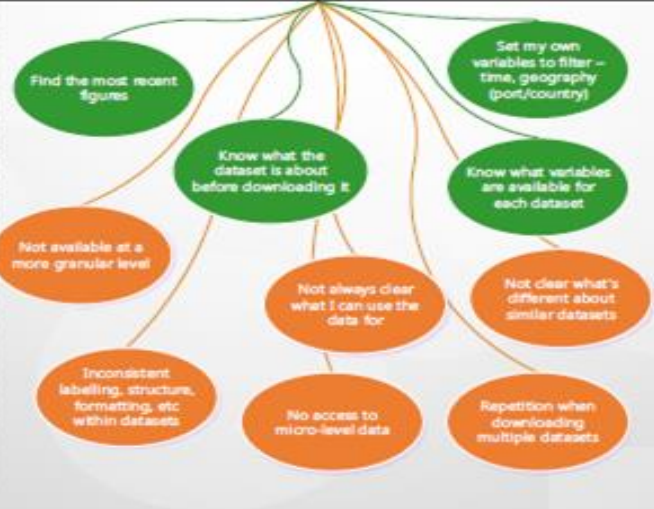 Find the most recent
figures
Set my own
variables to filter –
time, geography
(port/country)
Know what the
dataset is about
before downloading it
Know what variables
are available for
each dataset
Not available at a
more granular level
Not always clear
what I can use the
data for
Not clear what's
different about
similar datasets
Inconsistent
labelling, structure,
formatting, etc
within datasets
No access to
micro-level data
Repetition when
downloading
multiple datasets